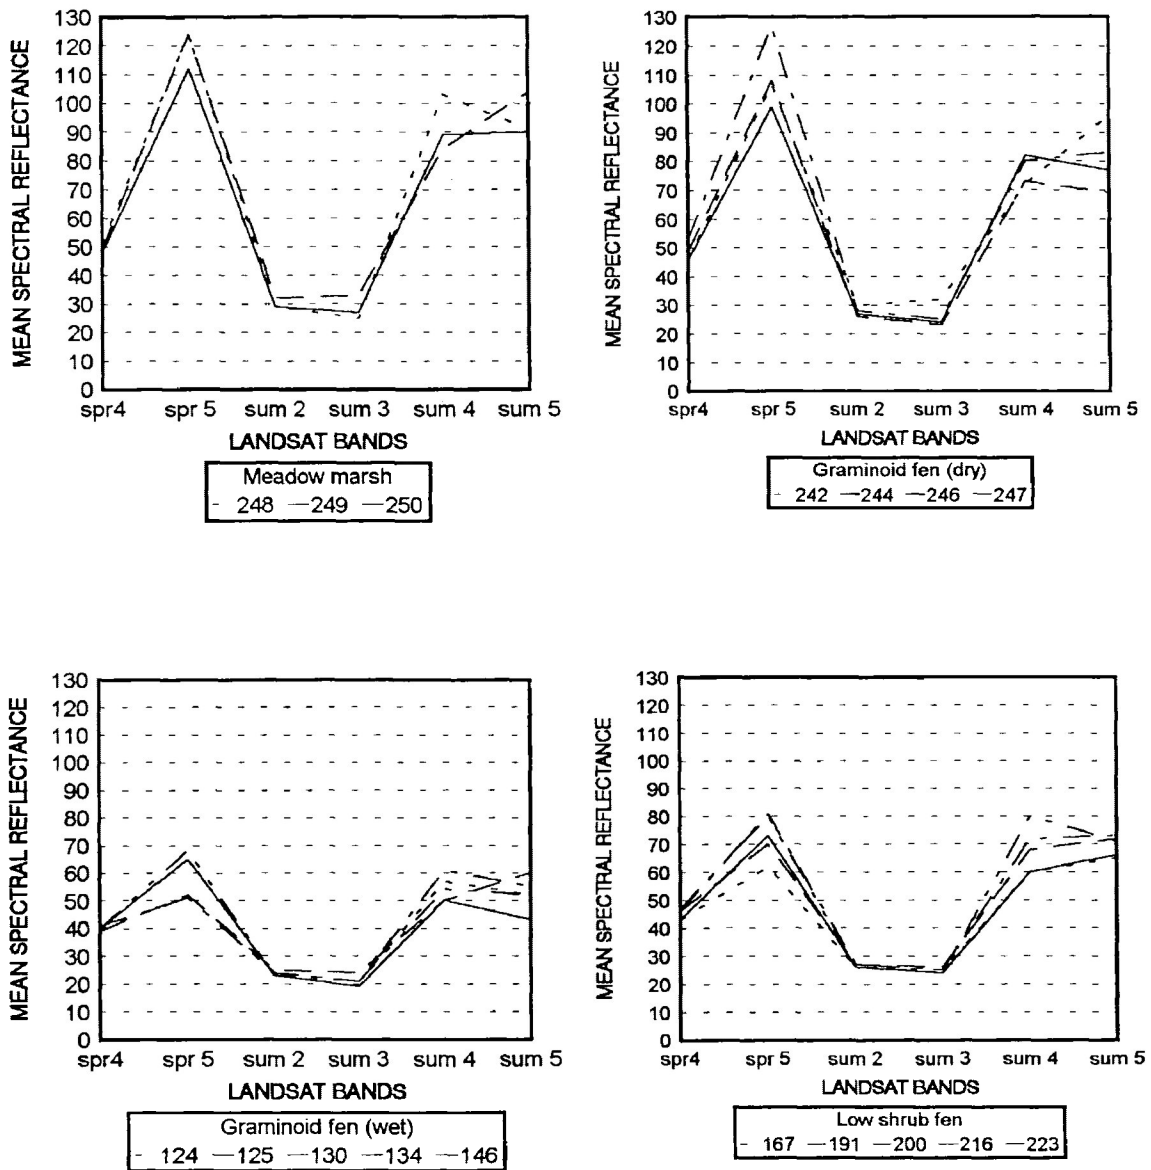 130
120
110
100
90
80
70
60
50
40
30
20
10
0
MEAN SPECTRAL REFLECTANCE
spr4 spr 5 sum 2 sum 3 sum 4 sum 5
LANDSAT BANDS
Meadow marsh
248 249 250
130
120
110
100
90
80
70
60
50
40
30
20
10
0
MEAN SPECTRAL REFLECTANCE
spr4 spr 5 sum 2 sum 3 sum 4 sum 5
LANDSAT BANDS
Graminoid fen (dry)
242 244 246 247
130
120
110
100
90
80
70
60
50
40
30
20
10
0
MEAN SPECTRAL REFLECTANCE
spr4 spr 5 sum 2 sum 3 sum 4 sum 5
LANDSAT BANDS
Graminoid fen (wet)
124 125 130 134 146
130
120
110
100
90
80
70
60
50
40
30
20
10
0
MEAN SPECTRAL REFLECTANCE
spr4 spr 5 sum 2 sum 3 sum 4 sum 5
LANDSAT BANDS
Low shrub fen
167 191 200 216 223